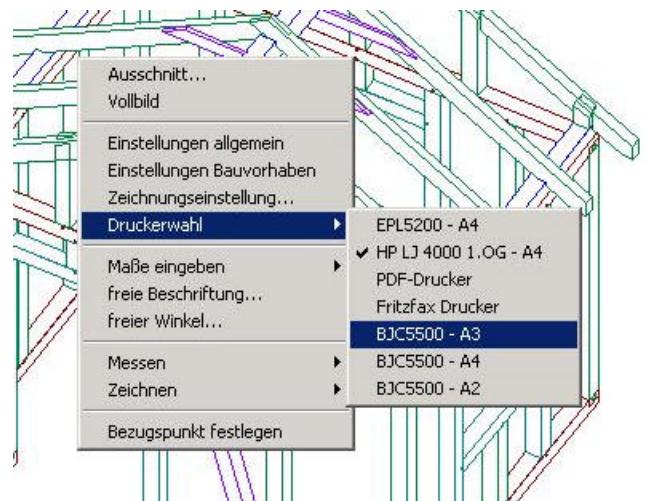 Ausschnitt...
Vollbild
Einstellungen allgemein
Einstellungen Bauvorhaben
Zeichnungseinstellung...
Druckerwahl
Maße eingeben
freie Beschriftung...
freier Winkel...
Messen
Zeichnen
Bezugspunkt festlegen
EPL5200 - A4
HP LJ 4000 1.OG - A4
PDF-Drucker
Fritzfax Drucker
BJC5500 - A3
BJC5500 - A4
BJC5500 - A2